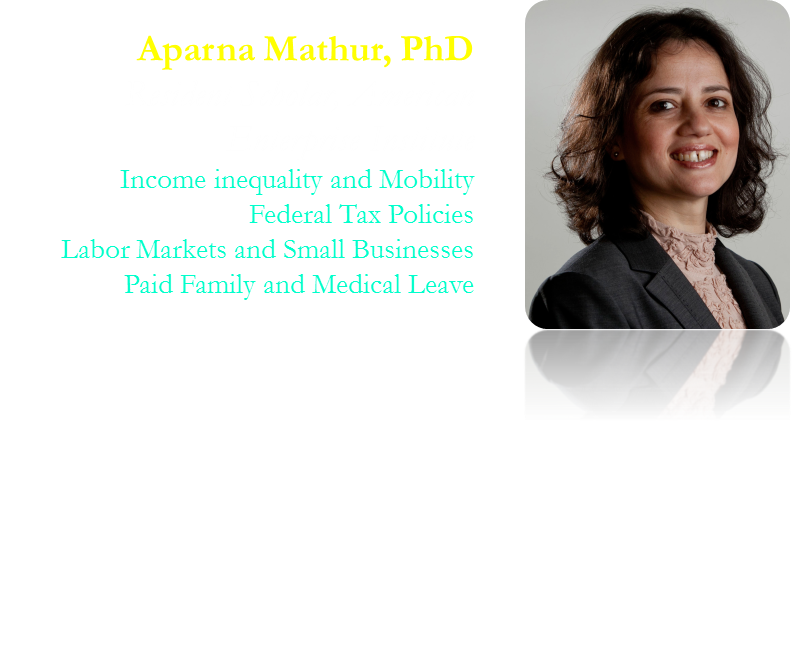 Aparna Mathur, PhD
Income inequality and Mobility
Federal Tax Policies
Labor Markets and Small Businesses
Paid Family and Medical Leave